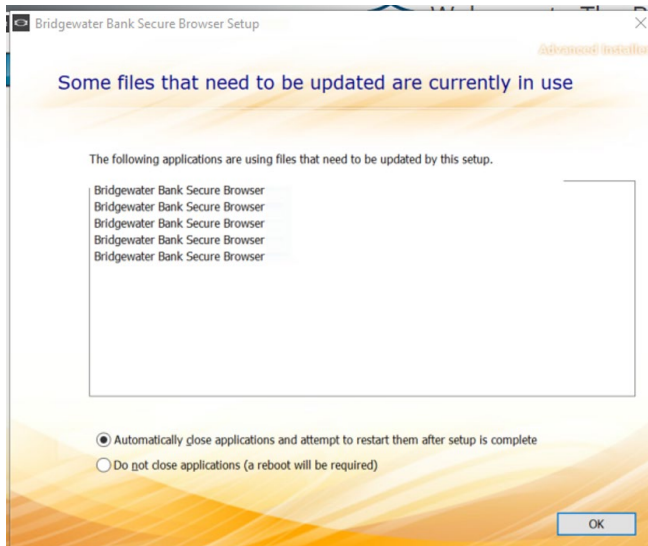 Bridgewater Bank Secure Browser Setup
Advanced Installer
Some files that need to be updated are currently in use
The following applications are using files that need to be updated by this setup.
Bridgewater Bank Secure Browser
Bridgewater Bank Secure Browser
Bridgewater Bank Secure Browser
Bridgewater Bank Secure Browser
Bridgewater Bank Secure Browser
Automatically close applications and attempt to restart them after setup is complete
Do not close applications (a reboot will be required)
OK